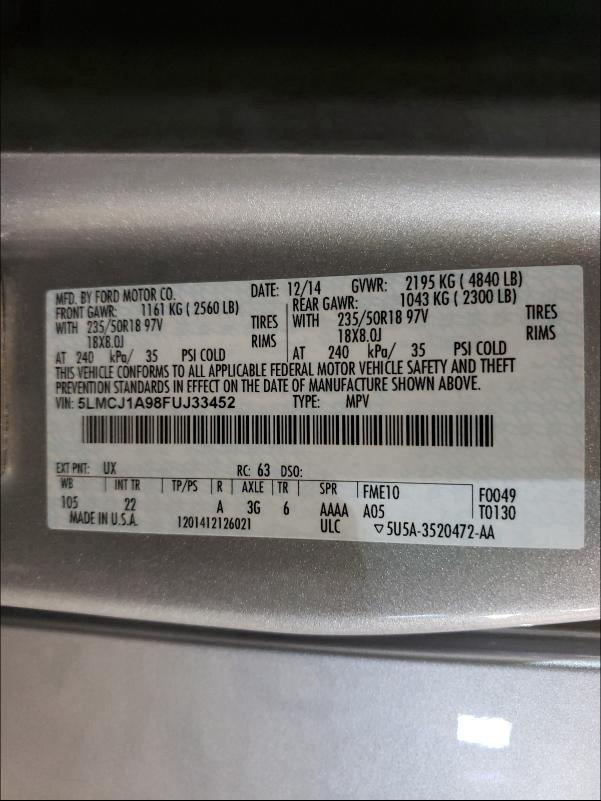 MFD. BY FORD MOTOR CO. DATE: 12/14 GVWR: 2195 KG ( 4840 LB)
FRONT GAWR: 1161 KG ( 2560 LB) REAR GAWR: 1043 KG ( 2300 LB)
WITH 235/50R18 97V TIRES WITH 235/50R18 97V TIRES
18X8.0J RIMS 18X8.0J RIMS
AT 240 kPa/ 35 PSI COLD AT 240 kPa/ 35 PSI COLD
THIS VEHICLE CONFORMS TO ALL APPLICABLE FEDERAL MOTOR VEHICLE SAFETY AND THEFT
PREVENTION STANDARDS IN EFFECT ON THE DATE OF MANUFACTURE SHOWN ABOVE.
VIN: 5LMCJ1A98FUJ33452 TYPE: MPV
EXT PNT: UX RC: 63 DSO:
WB INT TR TP/PS R AXLE TR SPR FME10 F0049
105 22 A 3G 6 AAAA A05 T0130
MADE IN U.S.A. 1201412126021 ULC ▽5U5A-3520472-AA